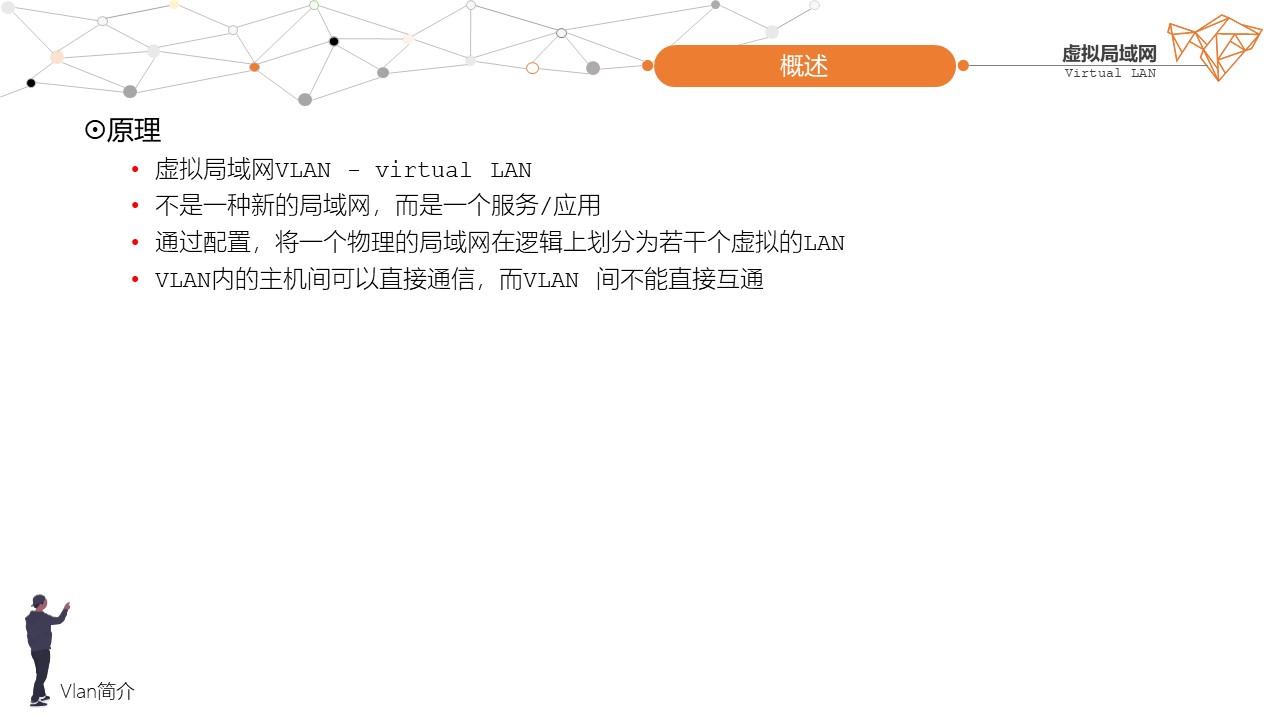 概述
虚拟局域网
Virtual LAN
⊙原理
• 虚拟局域网VLAN – virtual LAN
• 不是一种新的局域网，而是一个服务/应用
• 通过配置，将一个物理的局域网在逻辑上划分为若干个虚拟的LAN
• VLAN内的主机间可以直接通信，而VLAN 间不能直接互通
Vlan简介